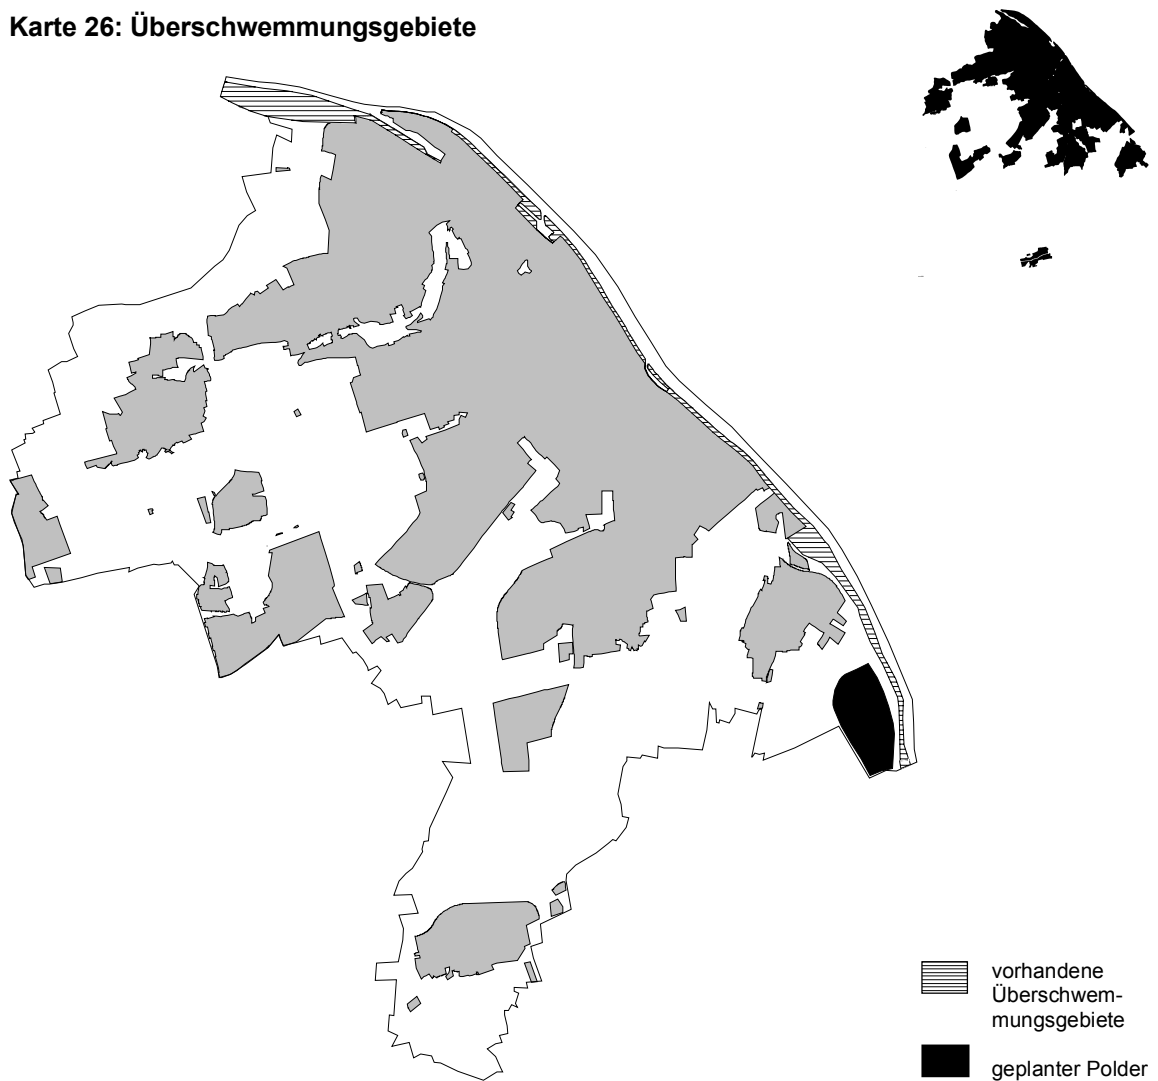 Karte 26: Überschwemmungsgebiete
vorhandene
Überschwem-
mungsgebiete
geplanter Polder